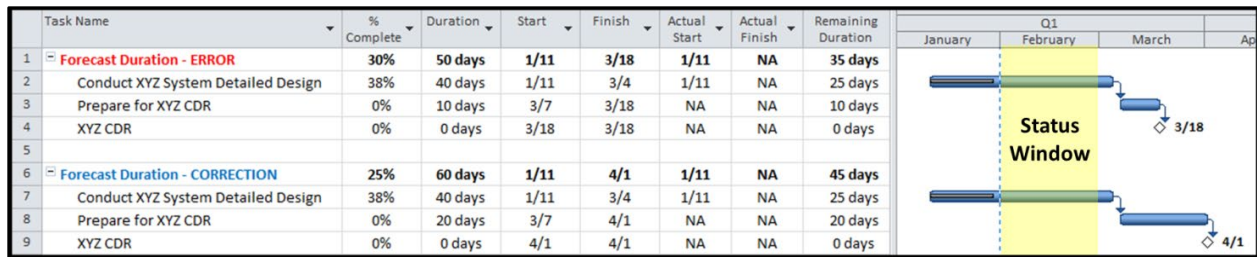 Task Name % Complete Duration Start Finish Actual Start Actual Finish Remaining Duration Q1
January February March Ap
1 Forecast Duration - ERROR 30% 50 days 1/11 3/18 1/11 NA 35 days
2 Conduct XYZ System Detailed Design 38% 40 days 1/11 3/4 1/11 NA 25 days
3 Prepare for XYZ CDR 0% 10 days 3/7 3/18 NA NA 10 days
4 XYZ CDR 0% 0 days 3/18 3/18 NA NA 0 days 3/18
5
Status
Window
6 Forecast Duration - CORRECTION 25% 60 days 1/11 4/1 1/11 NA 45 days
7 Conduct XYZ System Detailed Design 38% 40 days 1/11 3/4 1/11 NA 25 days
8 Prepare for XYZ CDR 0% 20 days 3/7 4/1 NA NA 20 days
9 XYZ CDR 0% 0 days 4/1 4/1 NA NA 0 days 4/1